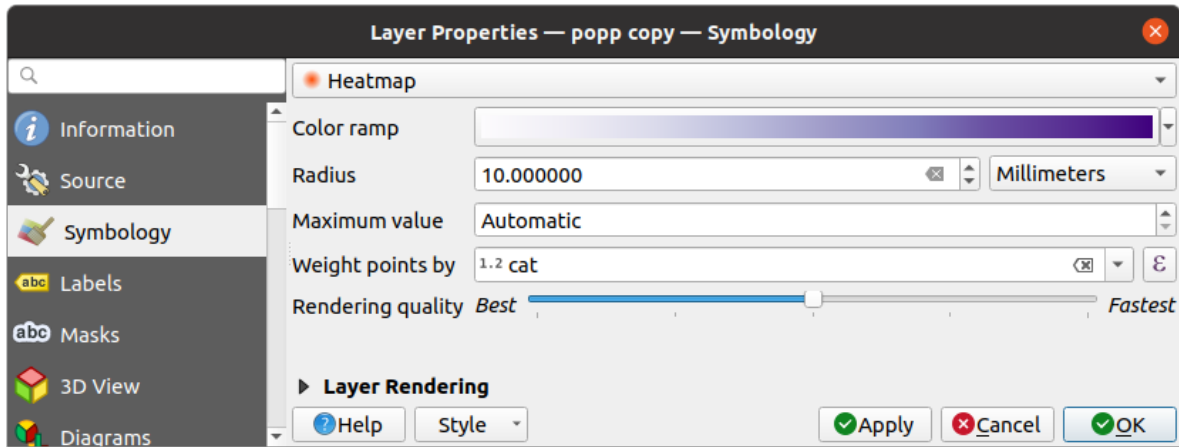 Layer Properties — popp copy — Symbology
Heatmap
Information
Source
Symbology
abc Labels
abc Masks
3D View
Diagrams
Color ramp
Radius 10.000000 Millimeters
Maximum value Automatic
Weight points by 1.2 cat ε
Rendering quality Best Fastest
Layer Rendering
Help Style Apply Cancel OK